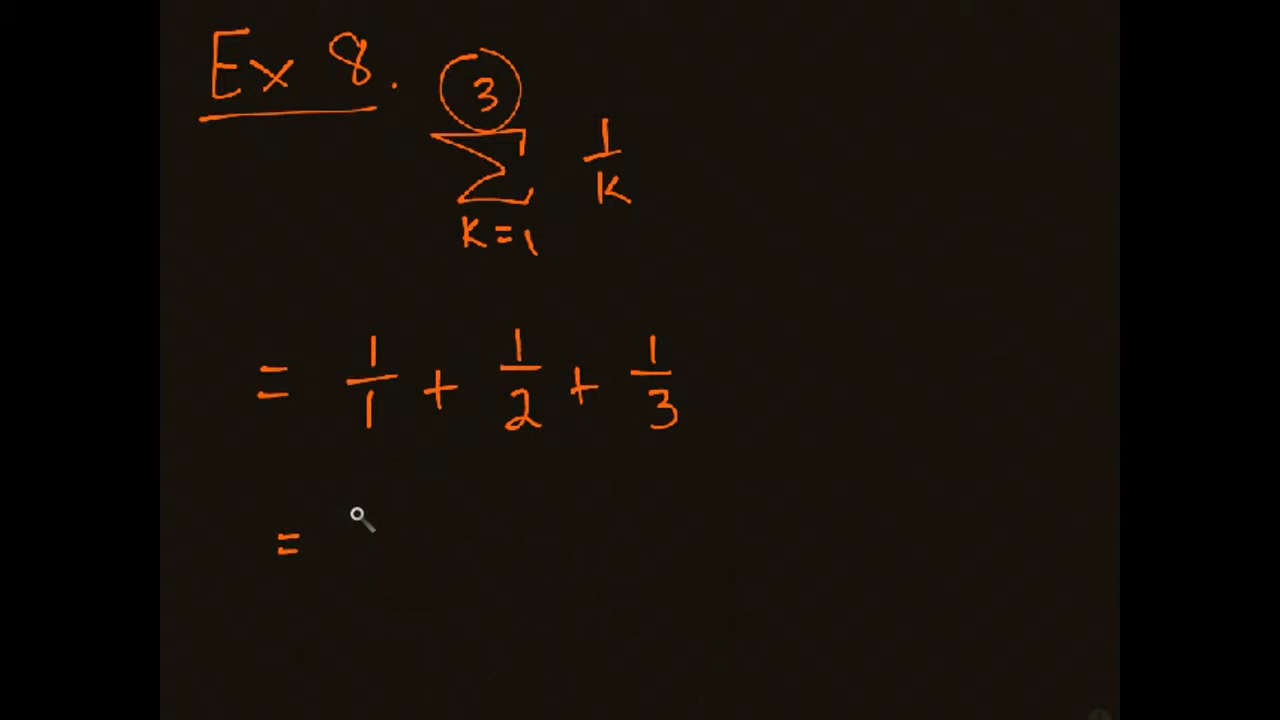 Ex 8.
3
∑ 1/k
k=1
= 1/1 + 1/2 + 1/3
=